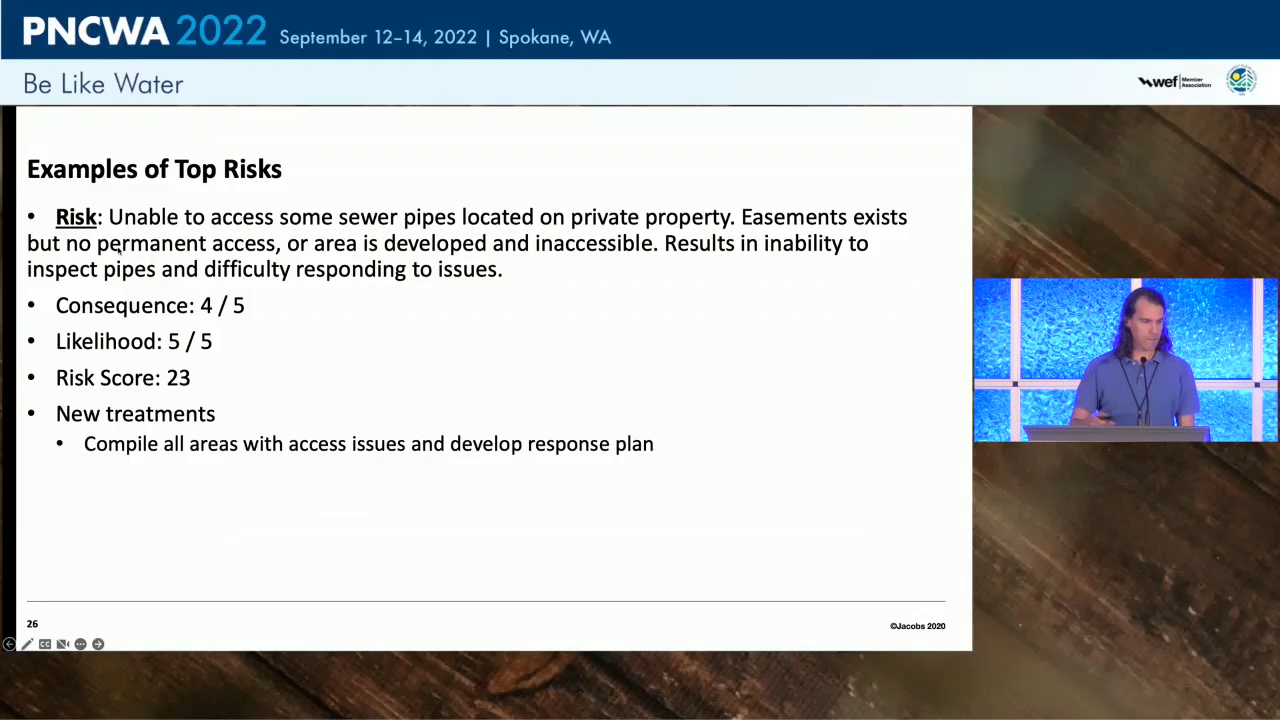 PNCWA 2022 September 12–14, 2022 | Spokane, WA
Be Like Water
wef Member Association
Examples of Top Risks
• Risk: Unable to access some sewer pipes located on private property. Easements exists
but no permanent access, or area is developed and inaccessible. Results in inability to
inspect pipes and difficulty responding to issues.
• Consequence: 4 / 5
• Likelihood: 5 / 5
• Risk Score: 23
• New treatments
• Compile all areas with access issues and develop response plan
26
©Jacobs 2020
CC